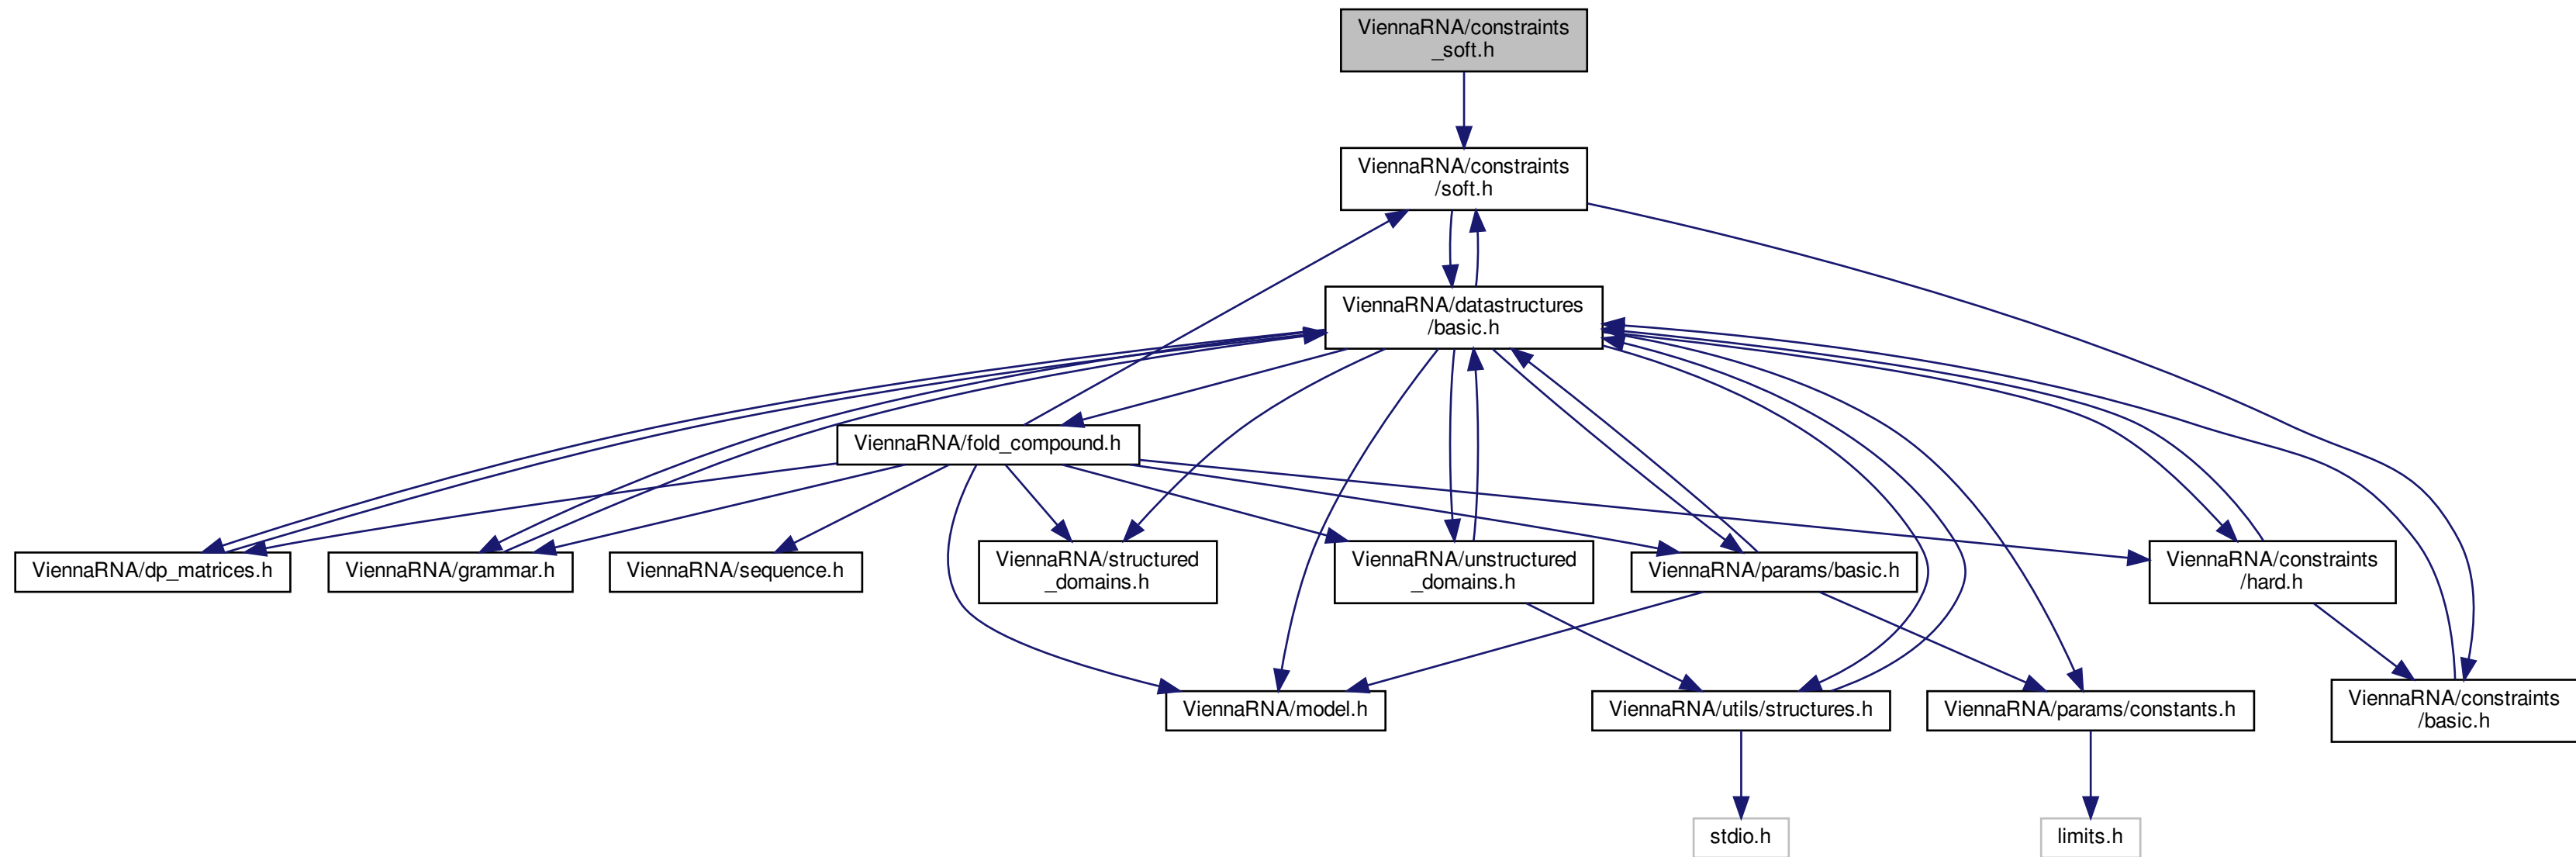 ViennaRNA/constraints
_soft.h
ViennaRNA/constraints
/soft.h
ViennaRNA/datastructures
/basic.h
ViennaRNA/fold_compound.h
ViennaRNA/dp_matrices.h
ViennaRNA/grammar.h
ViennaRNA/sequence.h
ViennaRNA/structured
_domains.h
ViennaRNA/unstructured
_domains.h
ViennaRNA/params/basic.h
ViennaRNA/constraints
/hard.h
ViennaRNA/model.h
ViennaRNA/utils/structures.h
ViennaRNA/params/constants.h
ViennaRNA/constraints
/basic.h
stdio.h
limits.h